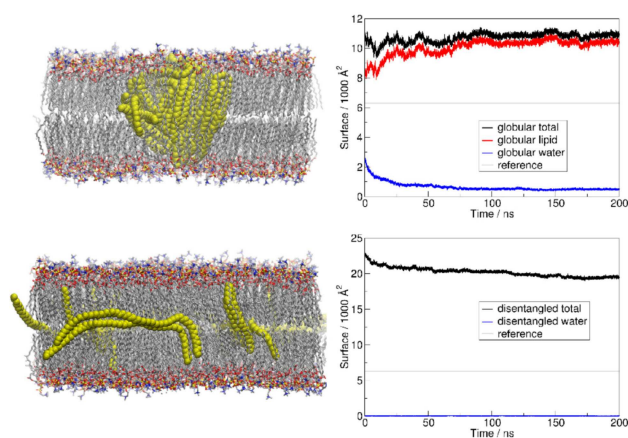 12
10
8
6
4
2
0
Surface / 1000 Å²
globular total
globular lipid
globular water
reference
0 50 100 150 200
Time / ns
25
20
15
10
5
0
Surface / 1000 Å²
disentangled total
disentangled water
reference
0 50 100 150 200
Time / ns